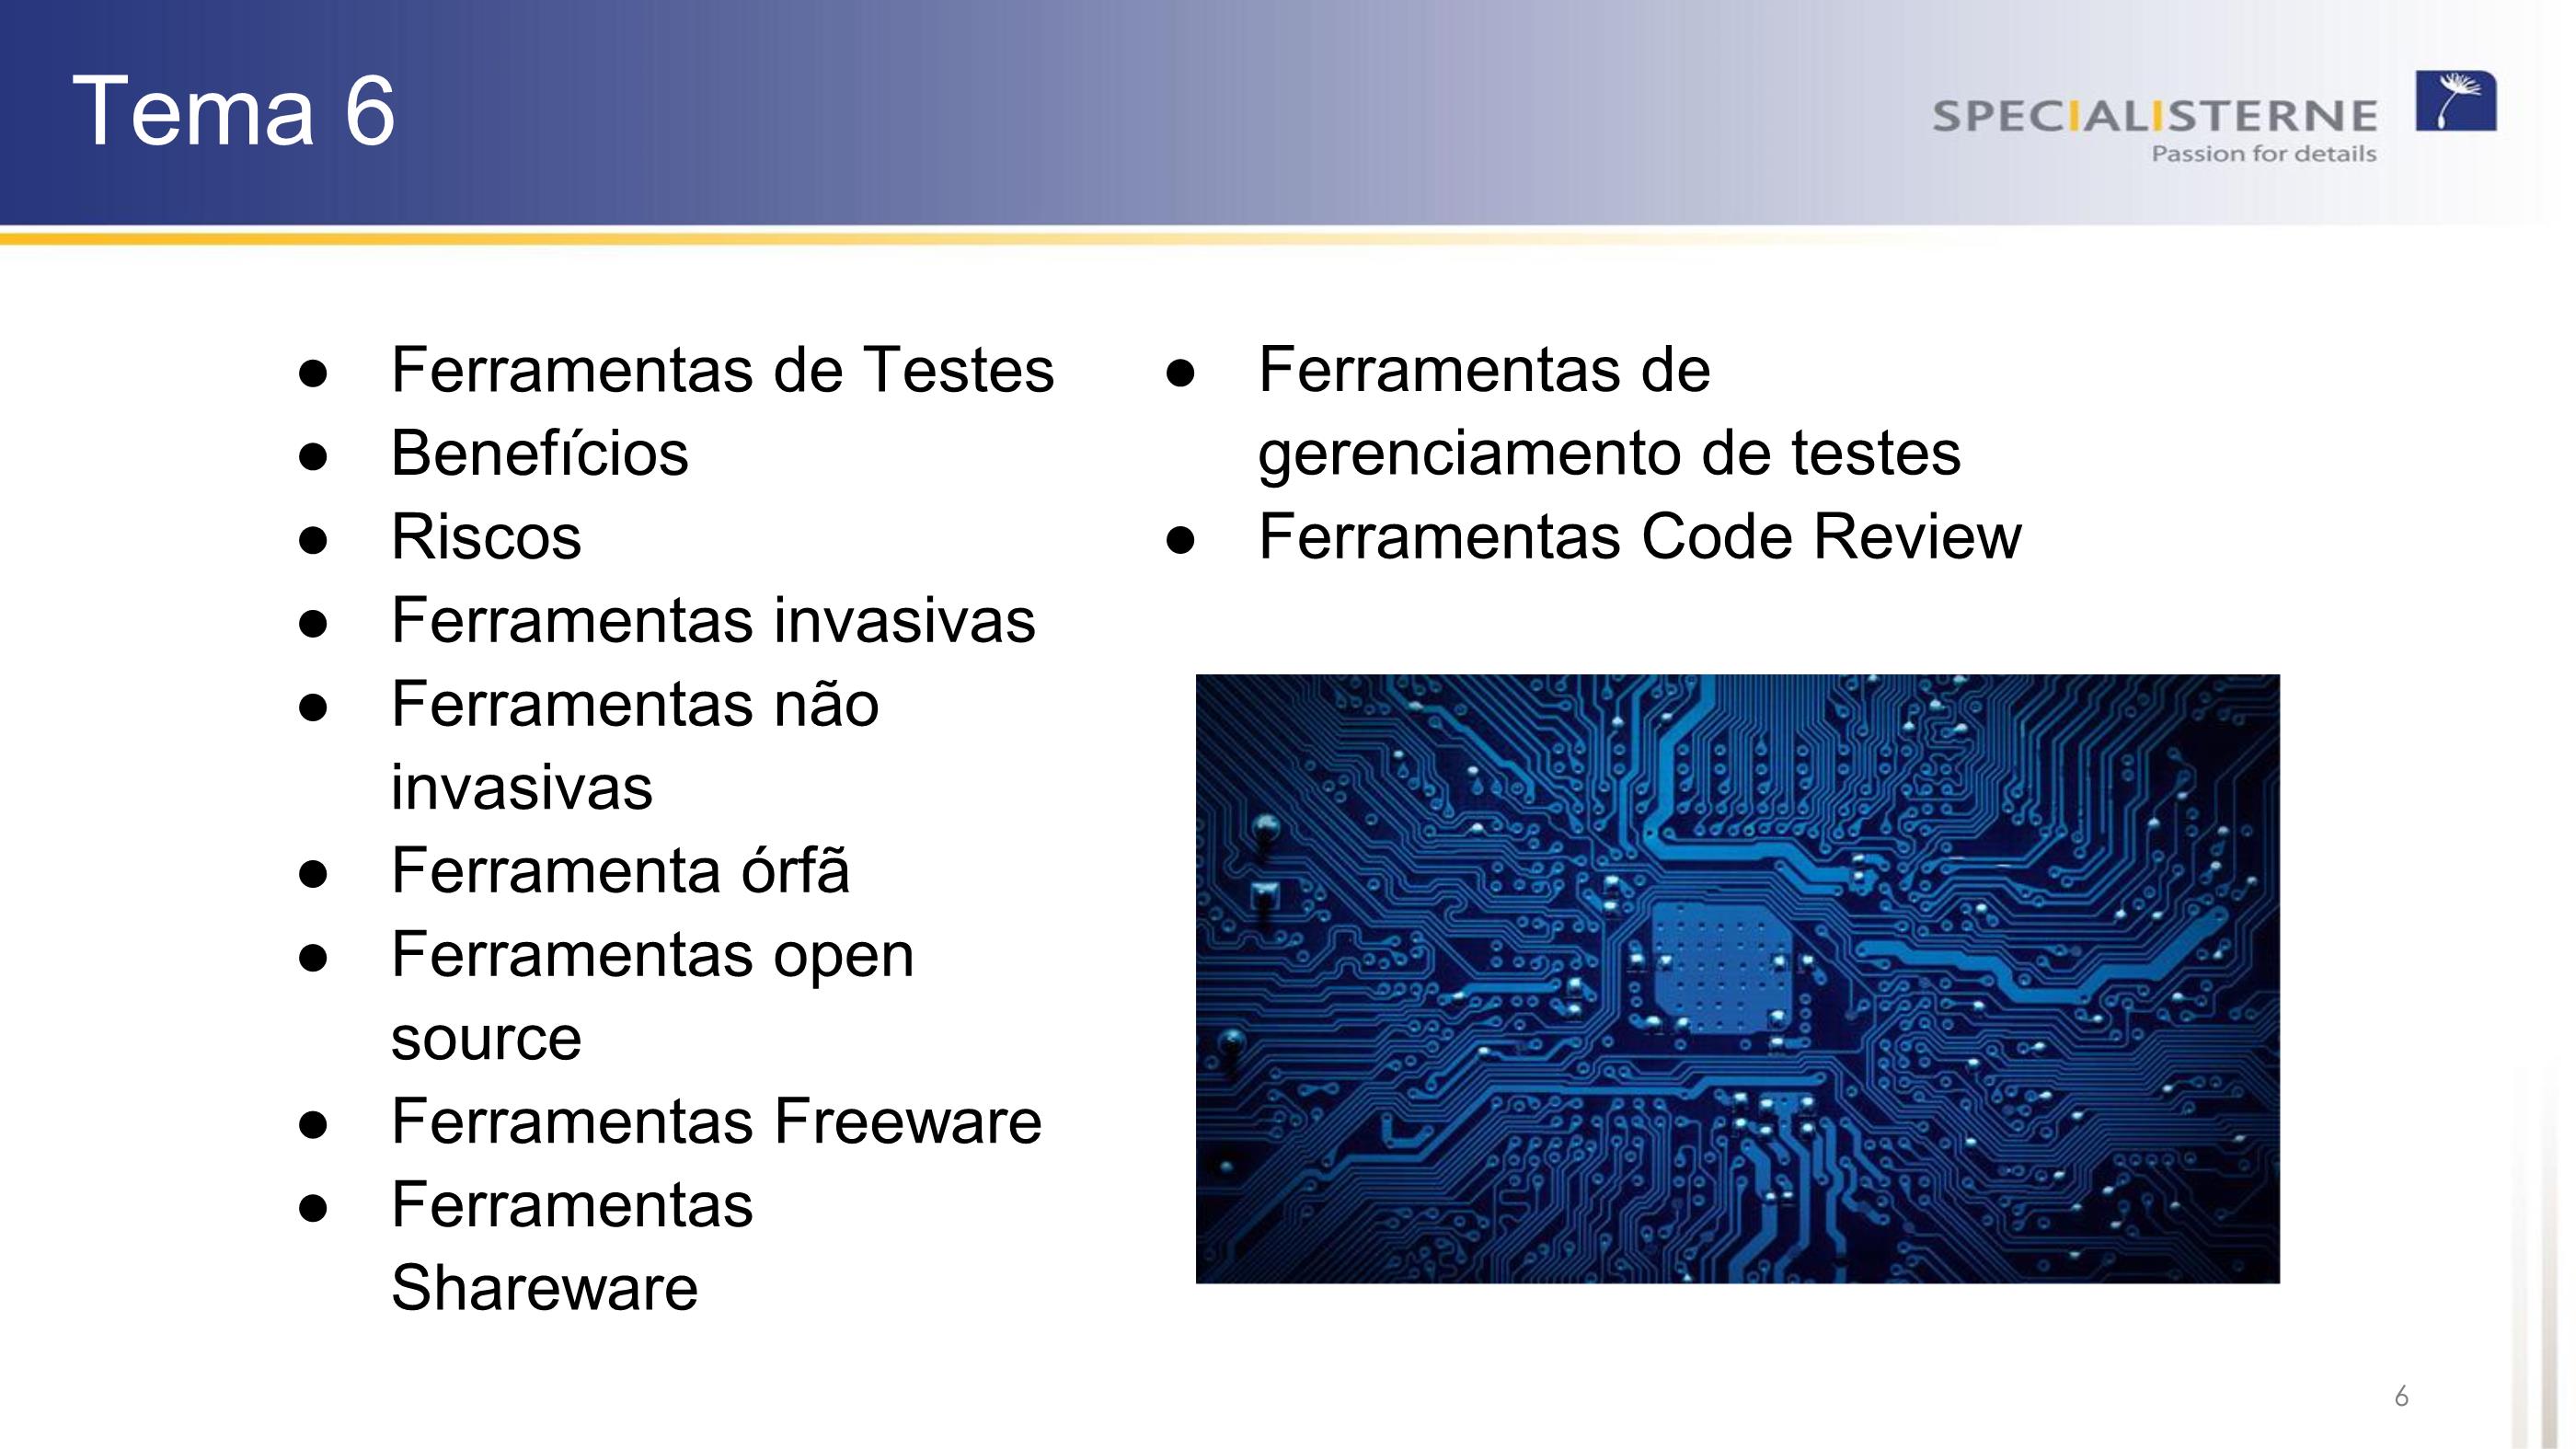 Tema 6
SPECIALISTERNE
Passion for details
● Ferramentas de Testes
● Benefícios
● Riscos
● Ferramentas invasivas
● Ferramentas não
invasivas
● Ferramenta órfã
● Ferramentas open
source
● Ferramentas Freeware
● Ferramentas
Shareware
● Ferramentas de
gerenciamento de testes
● Ferramentas Code Review
6